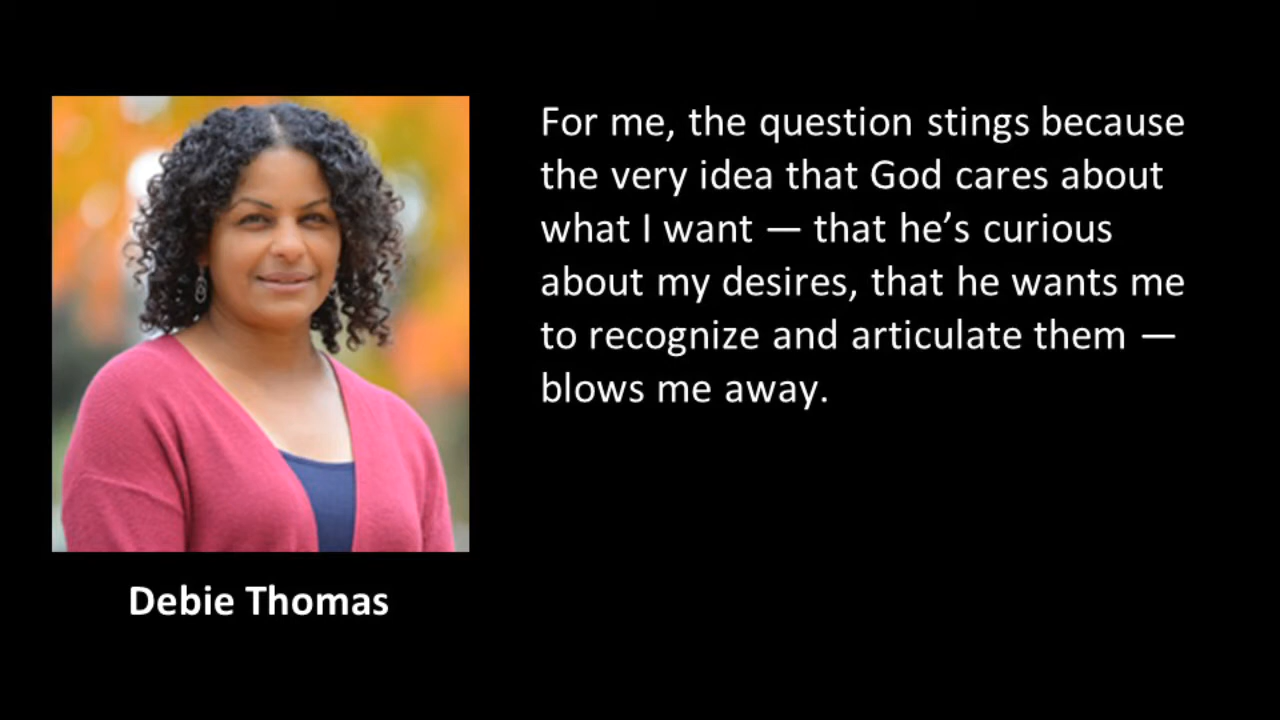 For me, the question stings because
the very idea that God cares about
what I want — that he’s curious
about my desires, that he wants me
to recognize and articulate them —
blows me away.
Debie Thomas